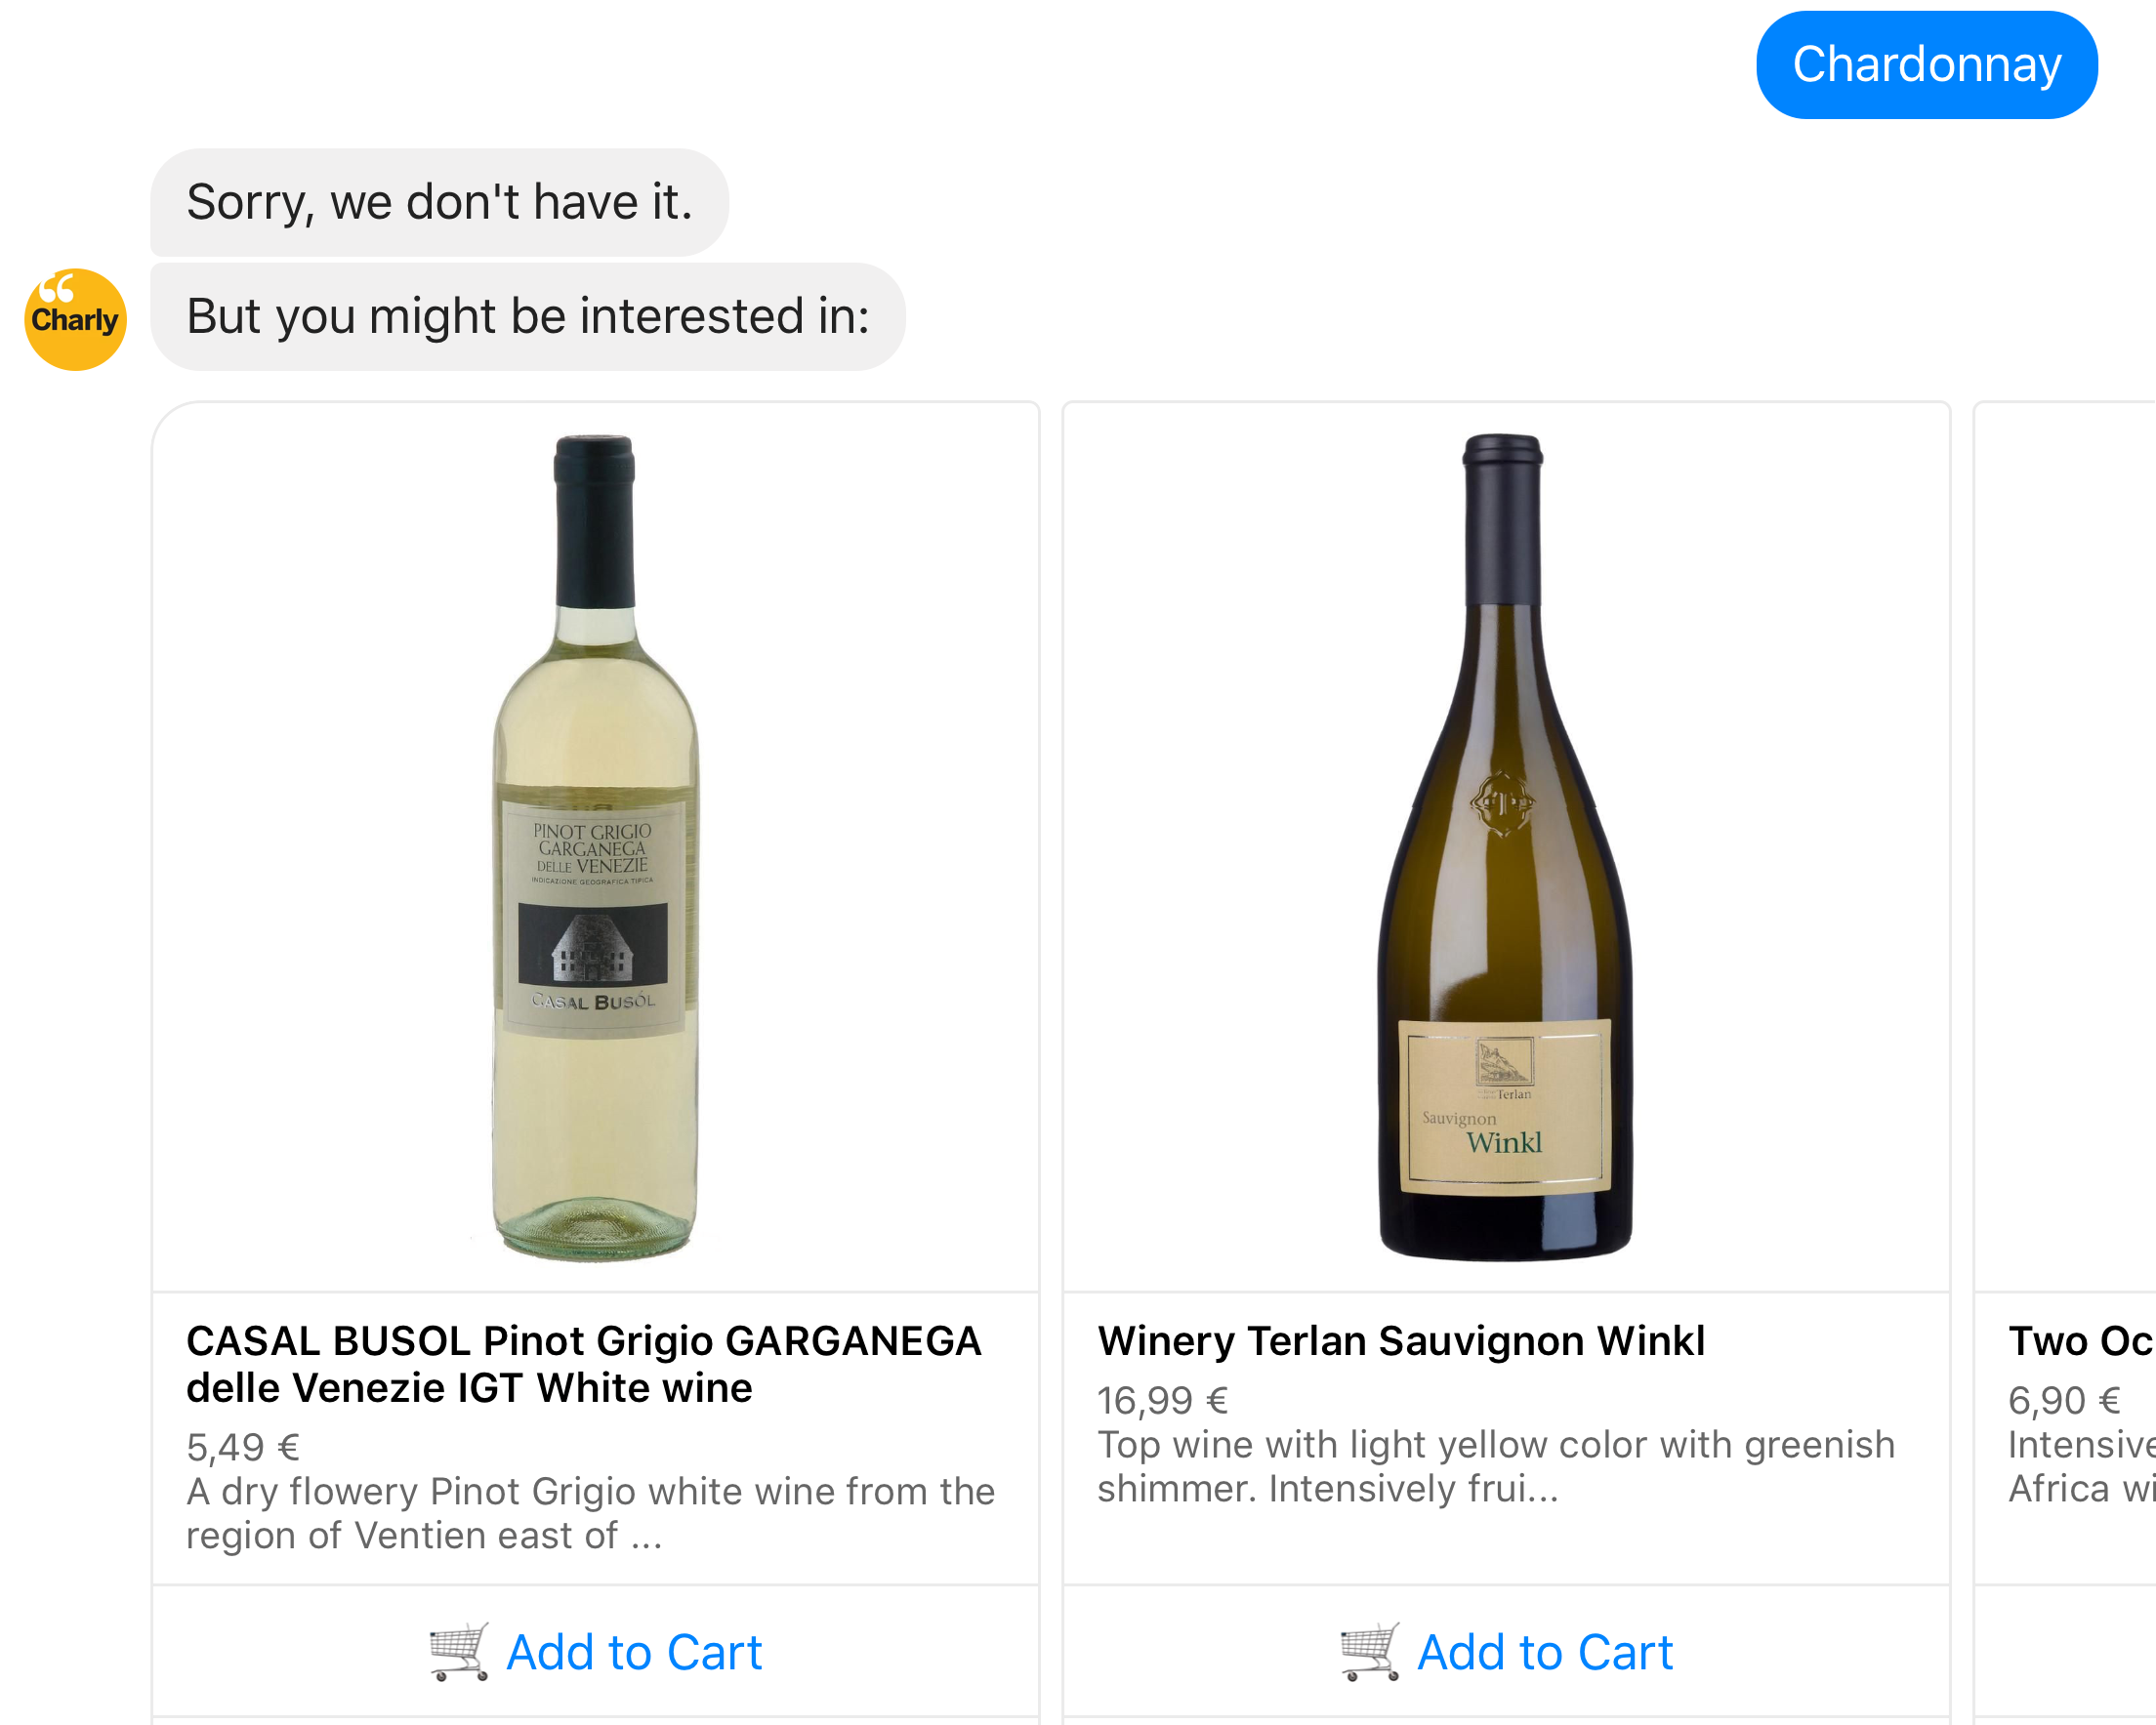 Chardonnay
Sorry, we don't have it.
Charly
But you might be interested in:
PINOT GRIGIO
GARGANEGA
DELLE VENEZIE
INDICAZIONE GEOGRAFICA TIPICA
CASAL BUSÓL
Terlan
Sauvignon
Winkl
CASAL BUSOL Pinot Grigio GARGANEGA
delle Venezie IGT White wine
5,49 €
A dry flowery Pinot Grigio white wine from the
region of Ventien east of ...
Add to Cart
Winery Terlan Sauvignon Winkl
16,99 €
Top wine with light yellow color with greenish
shimmer. Intensively frui...
Add to Cart
Two Oc
6,90 €
Intensive
Africa wi